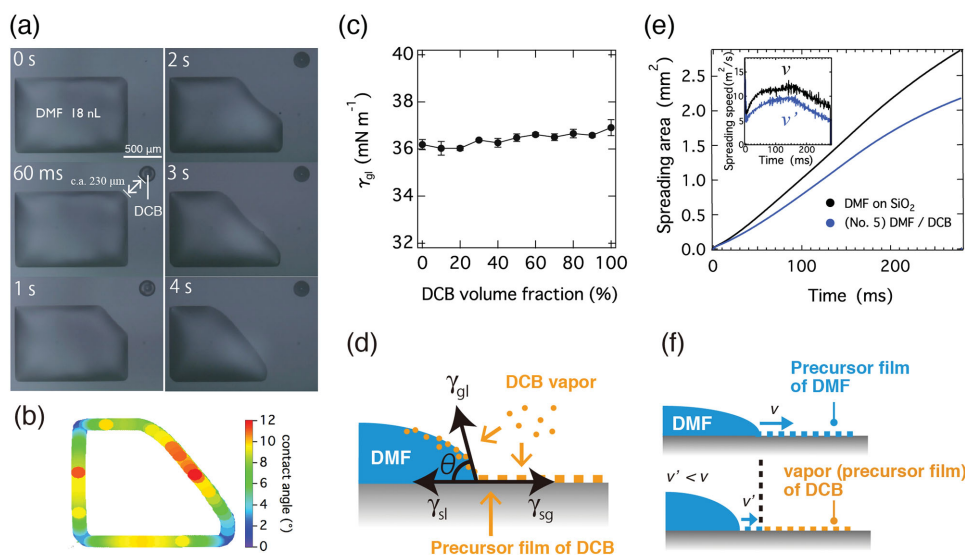 (a)
0 s
DMF 18 nL
500 µm
2 s
60 ms
c.a. 230 µm
DCB
3 s
1 s
4 s
(b)
12
10
8
6
4
2
0
contact angle (°)
(c)
γgl (mN m⁻¹)
40
38
36
34
32
0 20 40 60 80 100
DCB volume fraction (%)
(d)
γgl
DCB vapor
DMF
θ
γsl
γsg
Precursor film of DCB
(e)
Spreading area (mm²)
2.5
2.0
1.5
1.0
0.5
0.0
Spreading speed(m²/s)
15
10
5
0
v
v’
0 100 200
Time (ms)
DMF on SiO₂
(No. 5) DMF / DCB
0 100 200
Time (ms)
(f)
Precursor film
of DMF
DMF
v
v’ < v
vapor (precursor film)
of DCB
v’